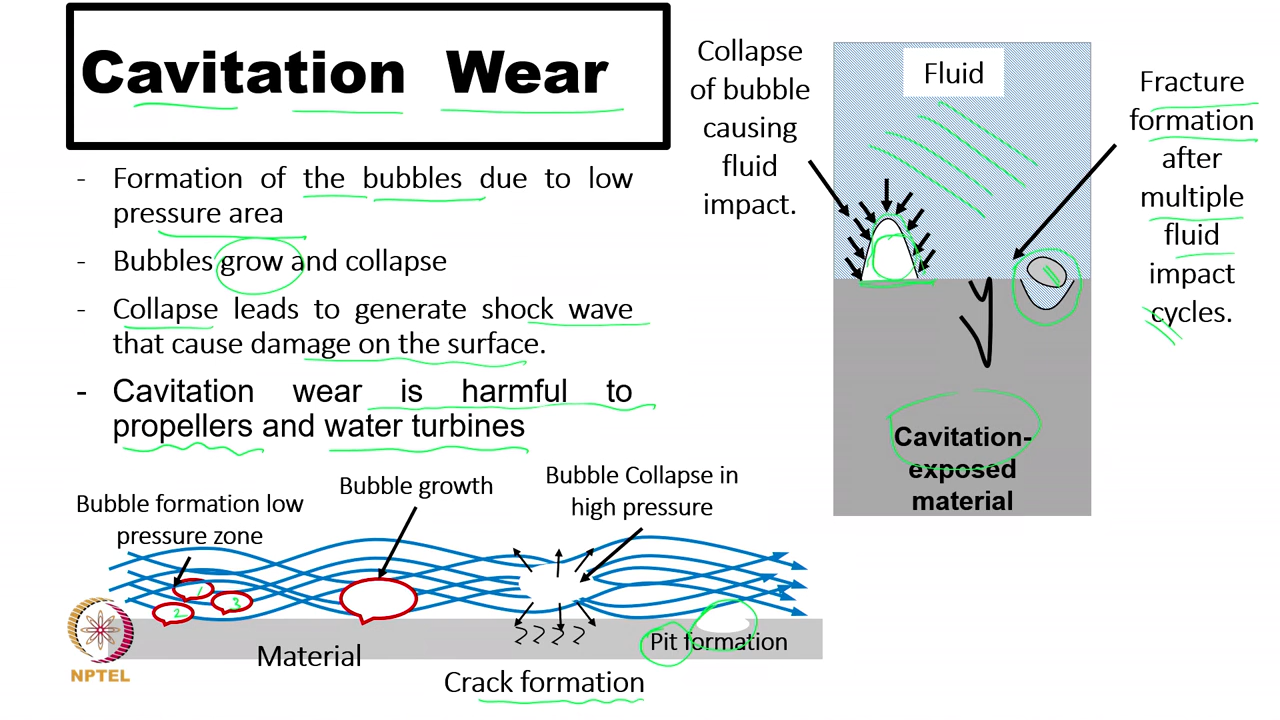 Cavitation Wear
- Formation of the bubbles due to low
pressure area
- Bubbles grow and collapse
- Collapse leads to generate shock wave
that cause damage on the surface.
- Cavitation wear is harmful to
propellers and water turbines
Collapse
of bubble
causing
fluid
impact.
Fluid
Fracture
formation
after
multiple
fluid
impact
cycles.
Cavitation-
exposed
material
Bubble formation low
pressure zone
Bubble growth
Bubble Collapse in
high pressure
1
2
3
Material
Pit formation
Crack formation
NPTEL